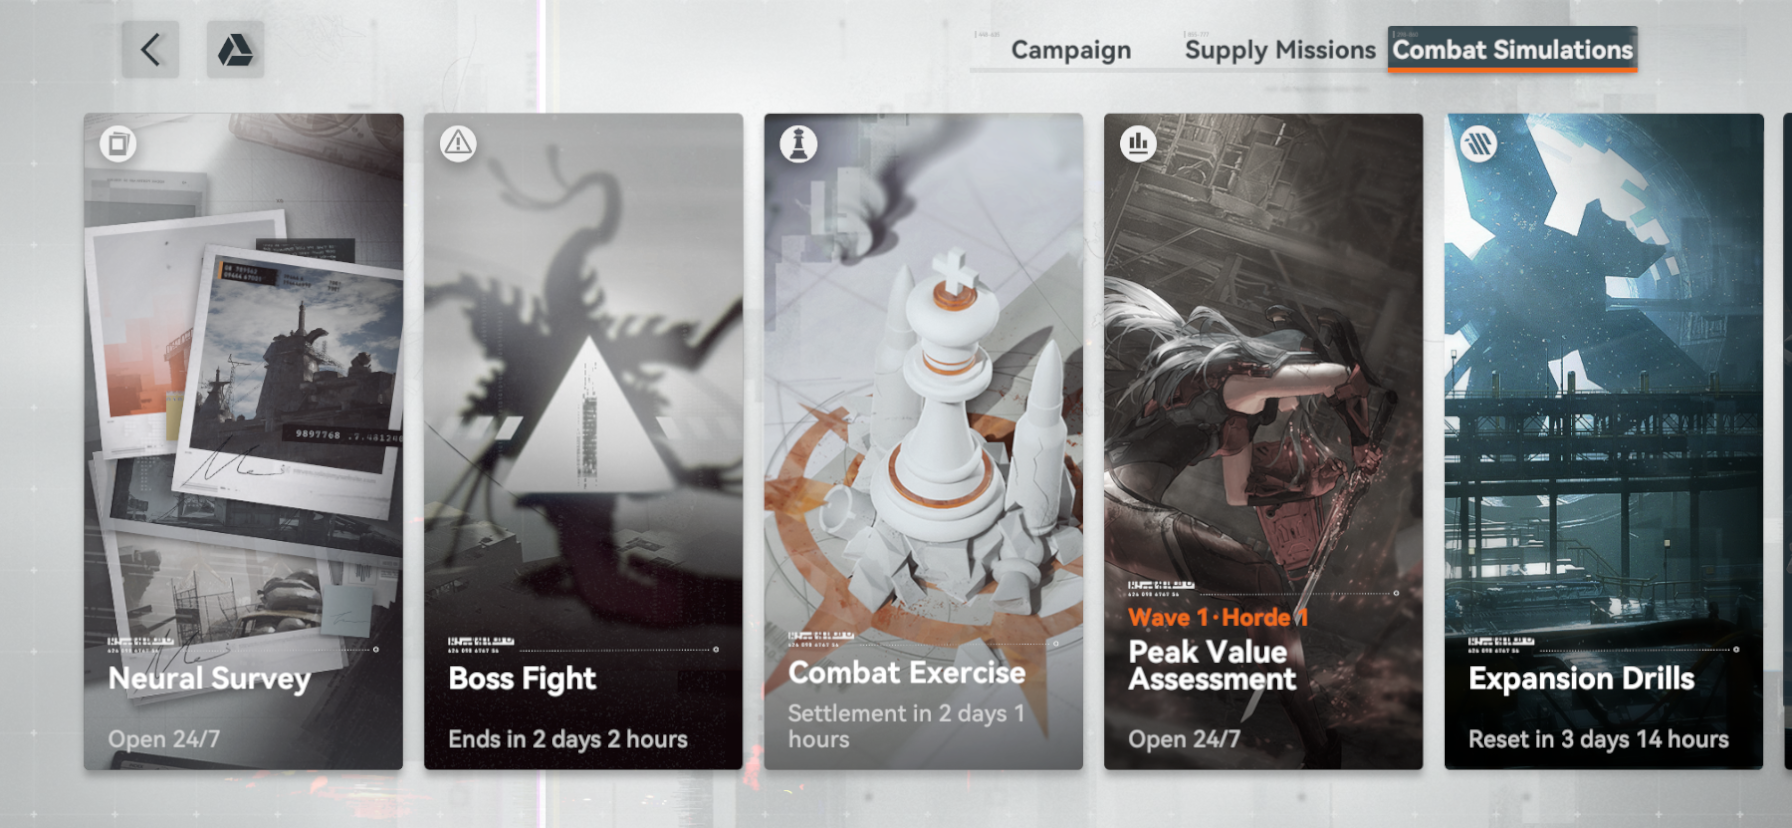 Campaign
Supply Missions
Combat Simulations
9897768
Neural Survey
Open 24/7
Boss Fight
Ends in 2 days 2 hours
Combat Exercise
Settlement in 2 days 1
hours
Wave 1·Horde 1
Peak Value
Assessment
Open 24/7
Expansion Drills
Reset in 3 days 14 hours